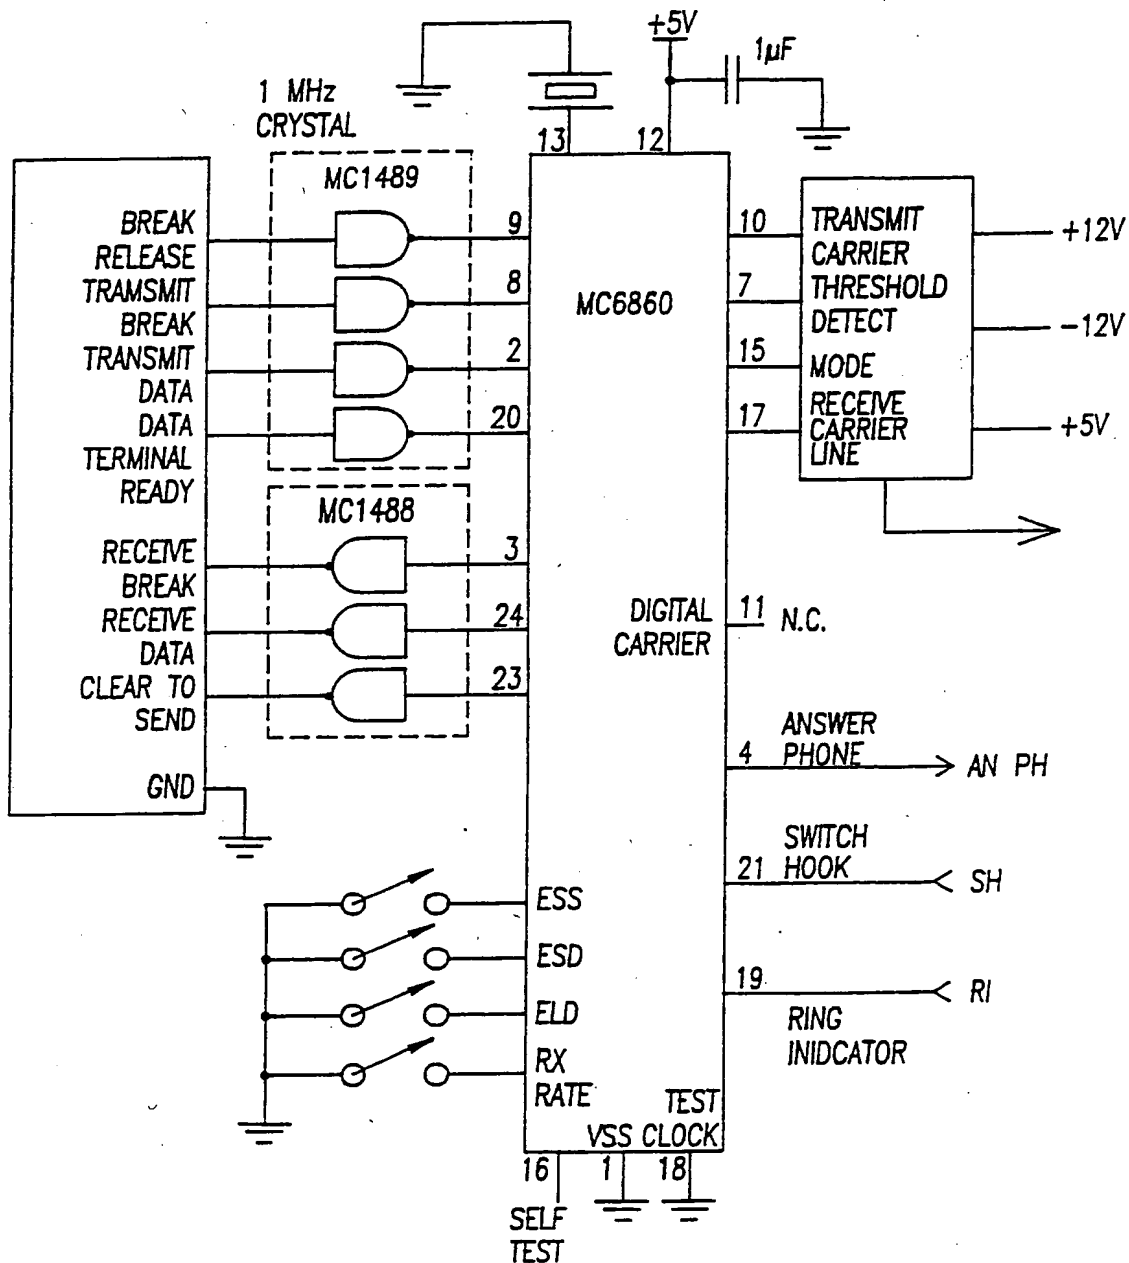 +5V
1µF
1 MHz
CRYSTAL
13
12
MC1489
BREAK
RELEASE
TRAMSMIT
BREAK
TRANSMIT
DATA
DATA
TERMINAL
READY
9
8
2
20
MC1488
RECEIVE
BREAK
RECEIVE
DATA
CLEAR TO
SEND
GND
3
24
23
MC6860
10
7
15
17
TRANSMIT
CARRIER
THRESHOLD
DETECT
MODE
RECEIVE
CARRIER
LINE
+12V
-12V
+5V
DIGITAL
CARRIER
11
N.C.
ANSWER
PHONE
4
AN PH
SWITCH
HOOK
21
SH
19
RI
RING
INIDCATOR
ESS
ESD
ELD
RX
RATE
TEST
VSS CLOCK
16
1
18
SELF
TEST